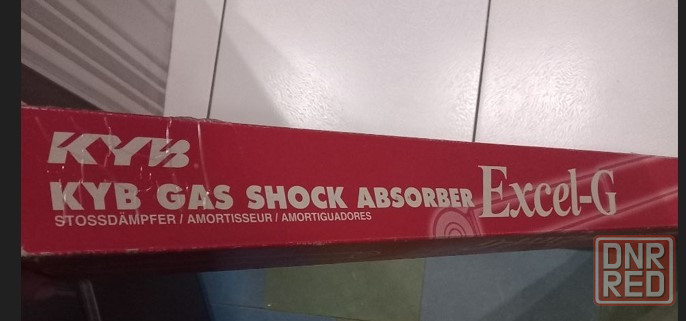 KYB
KYB GAS SHOCK ABSORBER Excel-G
STOSSDÄMPFER / AMORTISSEUR / AMORTIGUADORES
DNR
RED